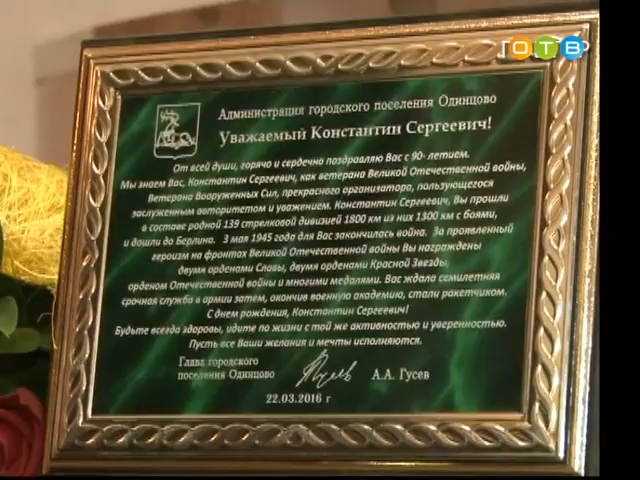 ОТВ
Администрация городского поселения Одинцово
Уважаемый Константин Сергеевич!
От всей души, горячо и сердечно поздравляю Вас с 90- летием.
Мы знаем Вас, Константин Сергеевич, как ветерана Великой Отечественной войны,
Ветерана Вооруженных Сил, прекрасного организатора, пользующегося
заслуженным авторитетом и уважением. Константин Сергеевич, Вы прошли
в составе родной 139 стрелковой дивизией 1800 км из них 1300 км с боями,
и дошли до Берлина. 3 мая 1945 года для Вас закончилась война. За проявленный
героизм на фронтах Великой Отечественной войны Вы награждены
двумя орденами Славы, двумя орденами Красной Звезды,
орденом Отечественной войны и многими медалями. Вас ждала семилетняя
срочная служба в армии затем, окончив военную академию, стали ракетчиком.
С днем рождения, Константин Сергеевич!
Будьте всегда здоровы, идите по жизни с той же активностью и уверенностью.
Пусть все Ваши желания и мечты исполняются.
Глава городского
поселения Одинцово
А.А. Гусев
22.03.2016 г.